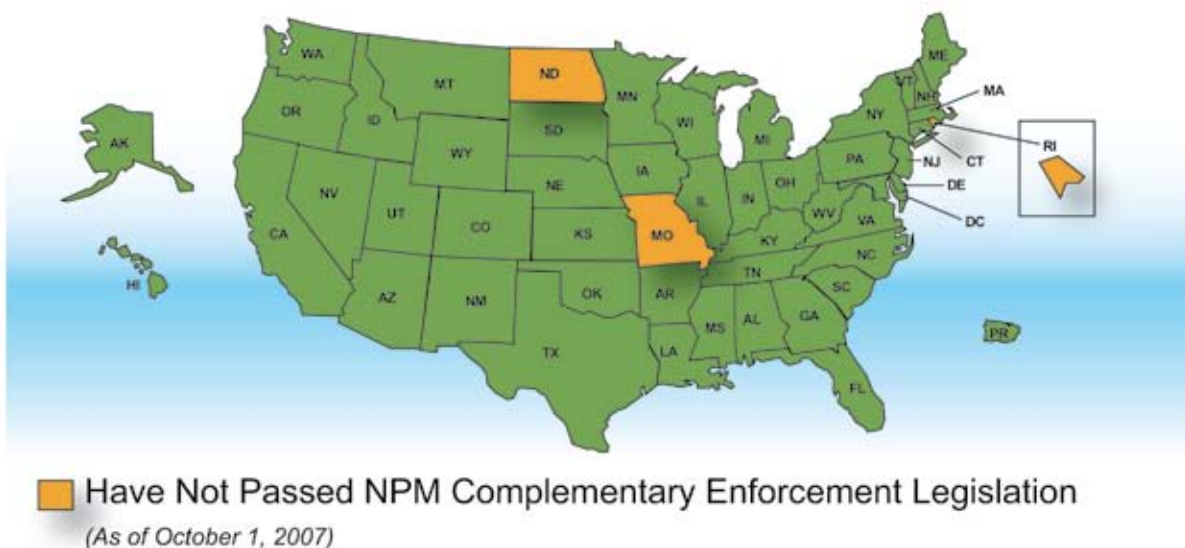 WA
MT
ND
MN
ME
VT
NH
MA
OR
ID
SD
WI
MI
NY
RI
AK
WY
IA
PA
NJ
CT
NV
NE
IL
IN
OH
DE
UT
CO
WV
VA
DC
CA
KS
MO
KY
NC
HI
AZ
NM
OK
AR
TN
SC
MS
AL
GA
PR
TX
LA
FL
Have Not Passed NPM Complementary Enforcement Legislation
(As of October 1, 2007)